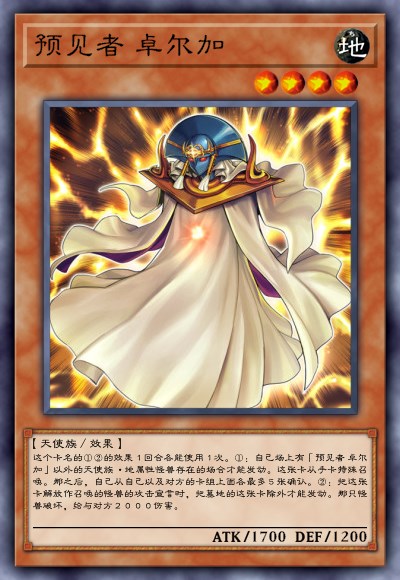 预见者 卓尔加
地
【天使族／效果】
这个卡名的①②的效果1回合各能使用1次。①：自己场上有「预见者 卓尔
加」以外的天使族·地属性怪兽存在的场合才能发动。这张卡从手卡特殊召
唤。那之后，自己从自己以及对方的卡组上面各最多5张确认。②：把这张
卡解放作召唤的怪兽的攻击宣言时，把墓地的这张卡除外才能发动。那只怪
兽破坏，给与对方2000伤害。
ATK/1700 DEF/1200